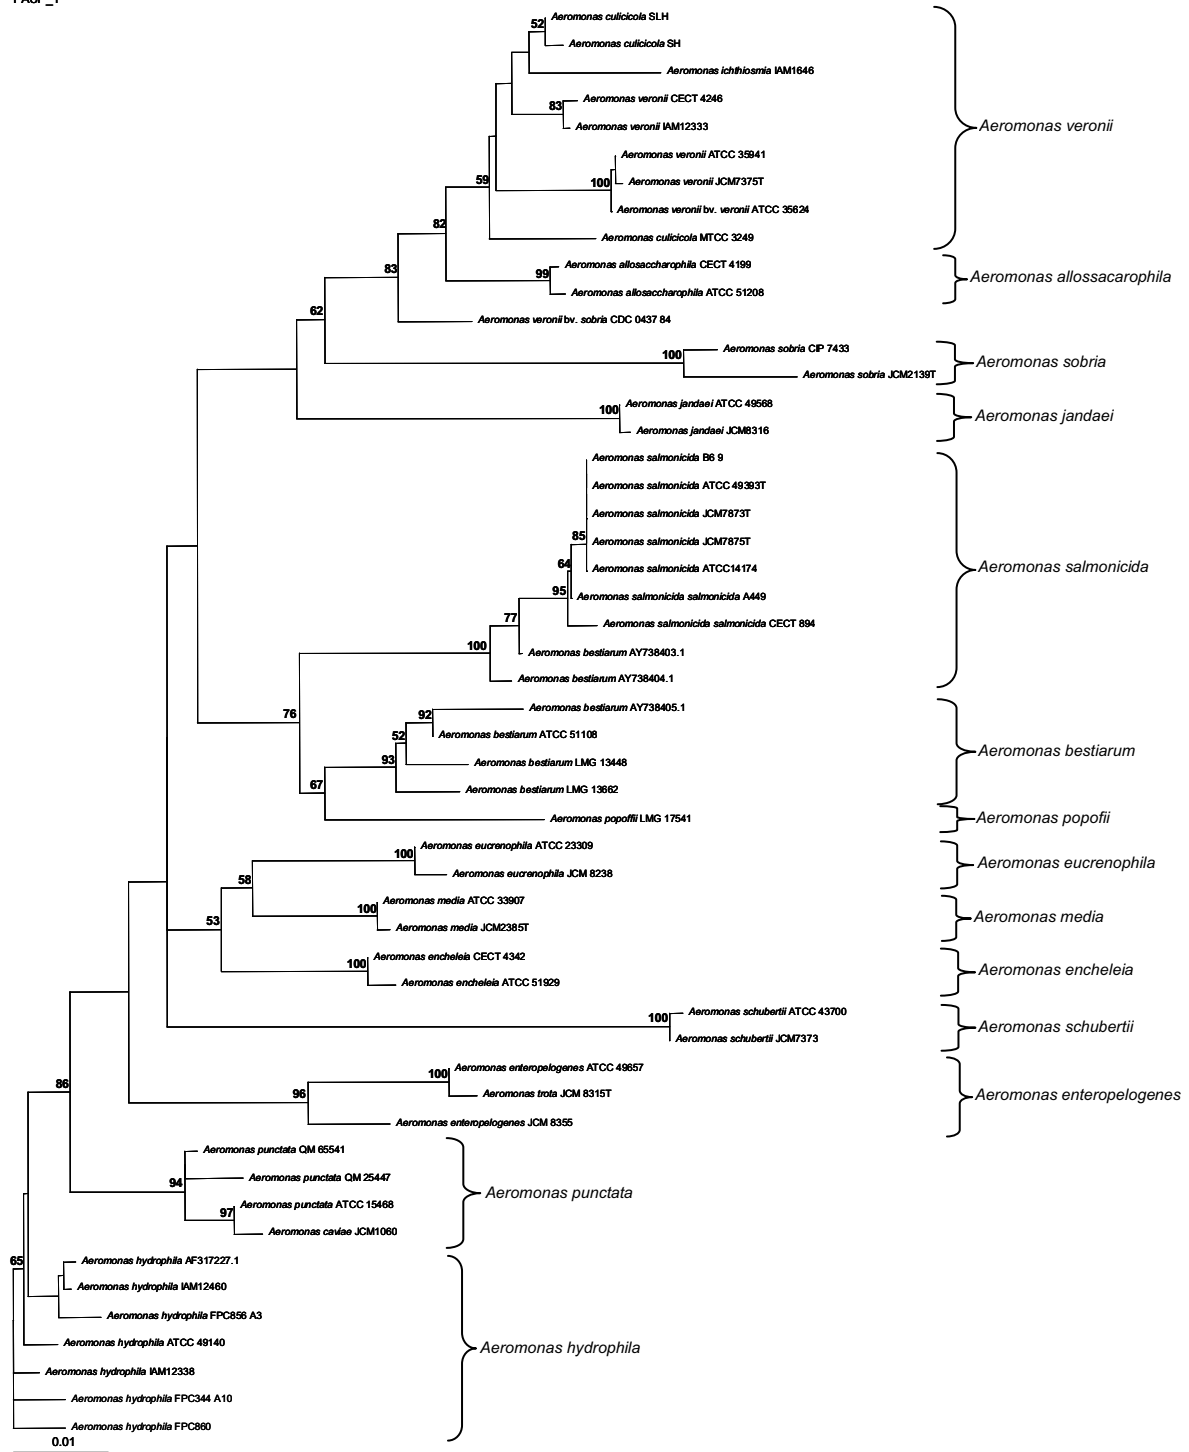 52
Aeromonas culicicola SLH
Aeromonas culicicola SH
Aeromonas ichthiosmia IAM1646
83
Aeromonas veronii CECT 4246
Aeromonas veronii IAM12333
Aeromonas veronii
Aeromonas veronii ATCC 35941
59
100
Aeromonas veronii JCM7375T
Aeromonas veronii bv. veronii ATCC 35624
82
Aeromonas culicicola MTCC 3249
83
99
Aeromonas allosaccharophila CECT 4199
Aeromonas allossacarophila
Aeromonas allosaccharophila ATCC 51208
62
Aeromonas veronii bv. sobria CDC 0437 84
100
Aeromonas sobria CIP 7433
Aeromonas sobria
Aeromonas sobria JCM2139T
100
Aeromonas jandaei ATCC 49568
Aeromonas jandaei
Aeromonas jandaei JCM8316
Aeromonas salmonicida B6 9
Aeromonas salmonicida ATCC 49393T
Aeromonas salmonicida JCM7873T
85
Aeromonas salmonicida JCM7875T
64
Aeromonas salmonicida ATCC14174
Aeromonas salmonicida
95
Aeromonas salmonicida salmonicida A449
77
Aeromonas salmonicida salmonicida CECT 894
100
Aeromonas bestiarum AY738403.1
Aeromonas bestiarum AY738404.1
76
92
Aeromonas bestiarum AY738405.1
52
Aeromonas bestiarum ATCC 51108
Aeromonas bestiarum
93
Aeromonas bestiarum LMG 13448
67
Aeromonas bestiarum LMG 13662
Aeromonas popoffii LMG 17541
Aeromonas popofii
100
Aeromonas eucrenophila ATCC 23309
Aeromonas eucrenophila
58
Aeromonas eucrenophila JCM 8238
100
Aeromonas media ATCC 33907
Aeromonas media
53
Aeromonas media JCM2385T
100
Aeromonas encheleia CECT 4342
Aeromonas encheleia
Aeromonas encheleia ATCC 51929
100
Aeromonas schubertii ATCC 43700
Aeromonas schubertii
Aeromonas schubertii JCM7373
86
100
Aeromonas enteropelogenes ATCC 49657
96
Aeromonas trota JCM 8315T
Aeromonas enteropelogenes
Aeromonas enteropelogenes JCM 8355
Aeromonas punctata QM 65541
94
Aeromonas punctata QM 25447
Aeromonas punctata
97
Aeromonas punctata ATCC 15468
Aeromonas caviae JCM1060
65
Aeromonas hydrophila AF317227.1
Aeromonas hydrophila IAM12460
Aeromonas hydrophila FPC856 A3
Aeromonas hydrophila ATCC 49140
Aeromonas hydrophila
Aeromonas hydrophila IAM12338
Aeromonas hydrophila FPC344 A10
Aeromonas hydrophila FPC860
0.01